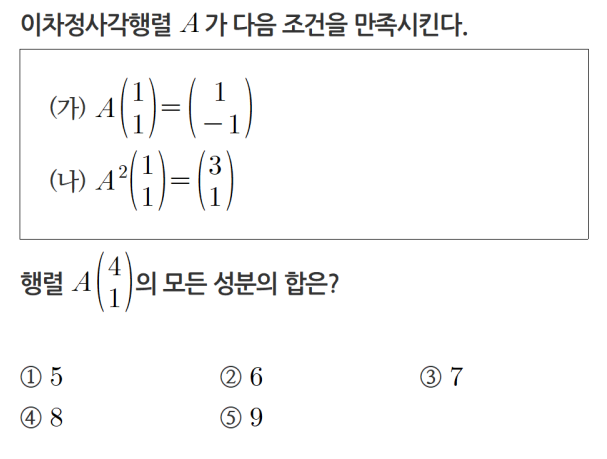 이차정사각행렬 $A$ 가 다음 조건을 만족시킨다.
(가) $A\begin{pmatrix}1\\1\end{pmatrix}=\begin{pmatrix}1\\-1\end{pmatrix}$
(나) $A^2\begin{pmatrix}1\\1\end{pmatrix}=\begin{pmatrix}3\\1\end{pmatrix}$
행렬 $A\begin{pmatrix}4\\1\end{pmatrix}$의 모든 성분의 합은?
① 5 ② 6 ③ 7
④ 8 ⑤ 9